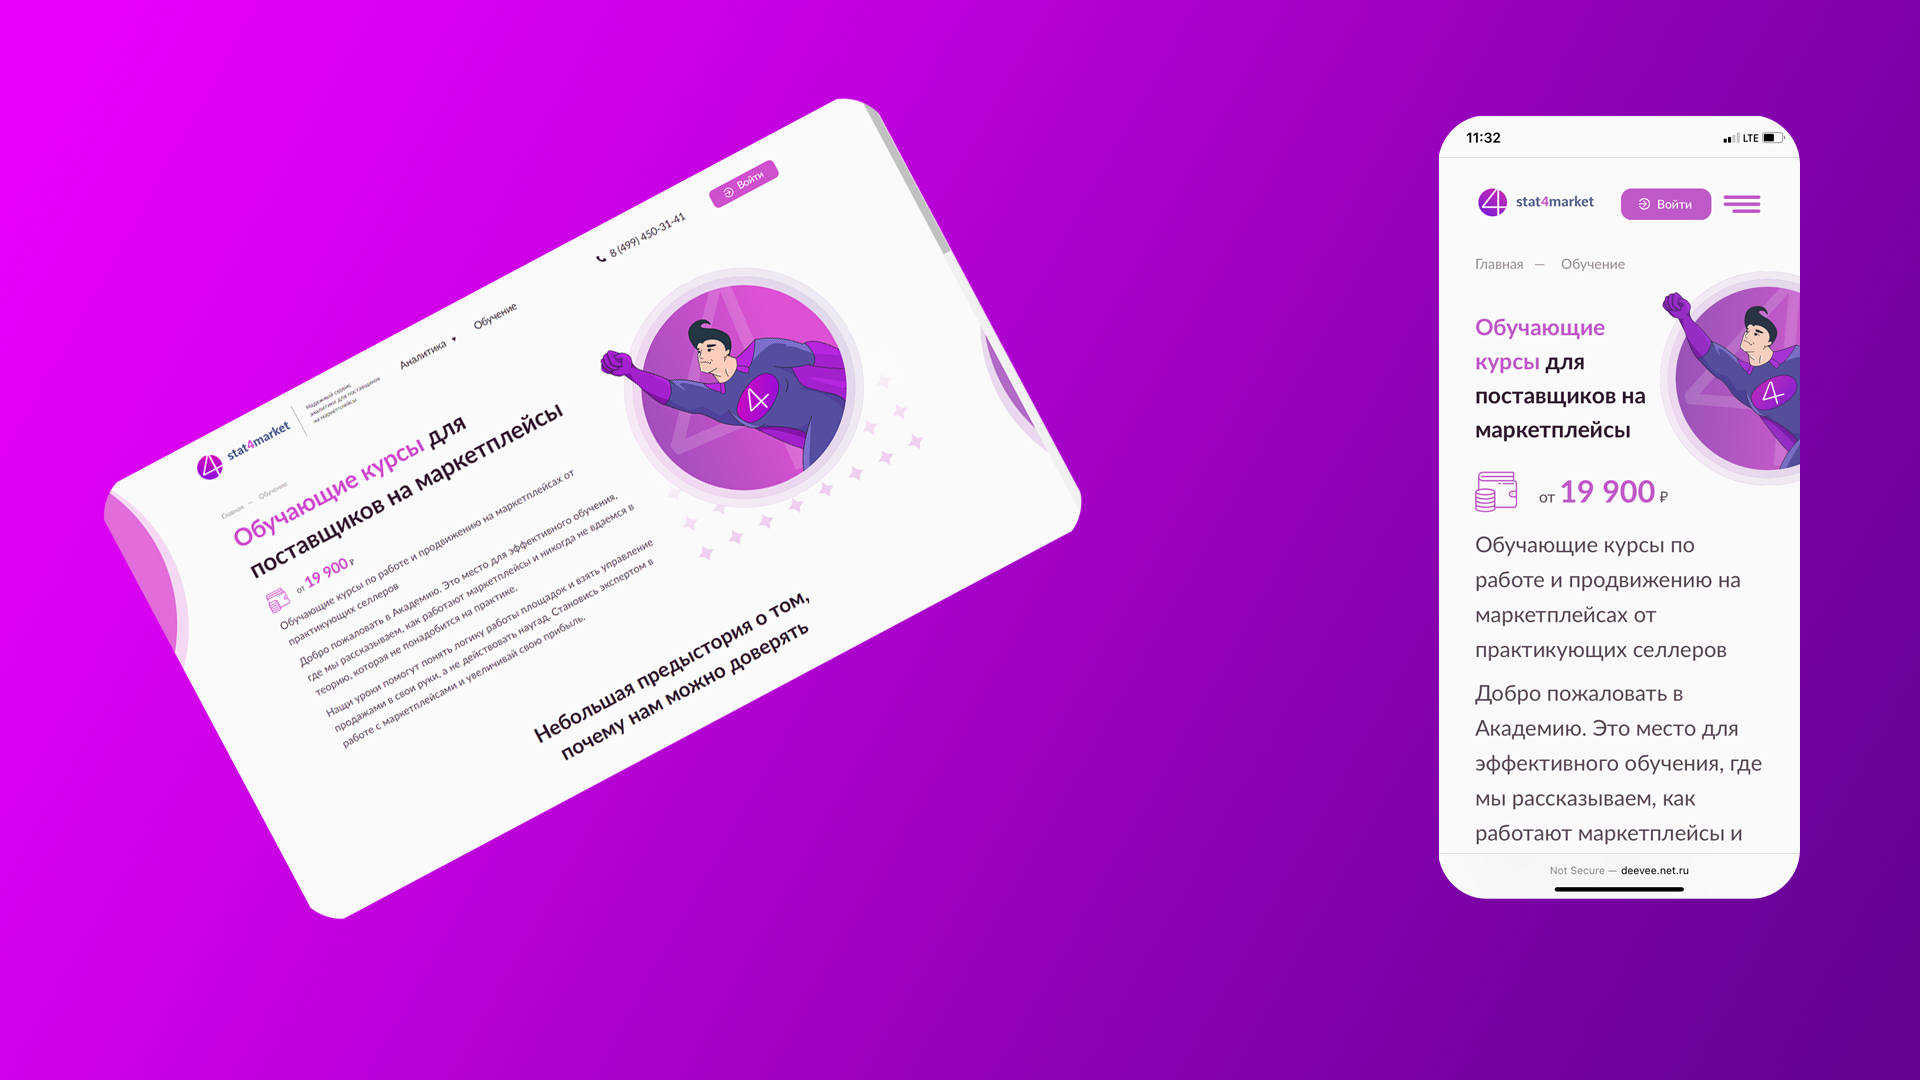 stat4market
Надежный сервис
аналитики для поставщиков
на маркетплейсы
Аналитика ▾
Обучение
8 (499) 450-31-41
Войти
Главная — Обучение
Обучающие курсы для
поставщиков на маркетплейсы
от 19 900 ₽
Обучающие курсы по работе и продвижению на маркетплейсах от
практикующих селлеров
Добро пожаловать в Академию. Это место для эффективного обучения,
где мы рассказываем, как работают маркетплейсы и никогда не вдаемся в
теорию, которая не понадобится на практике.
Нащи уроки помогут понять логику работы площадок и взять управление
продажами в свои руки, а не действовать наугад. Становись экспертом в
работе с маркетплейсами и увеличивай свою прибыль.
Небольшая предыстория о том,
почему нам можно доверять
4
11:32
LTE
stat4market
Войти
Главная — Обучение
Обучающие
курсы для
поставщиков на
маркетплейсы
4
от 19 900 ₽
Обучающие курсы по
работе и продвижению на
маркетплейсах от
практикующих селлеров
Добро пожаловать в
Академию. Это место для
эффективного обучения, где
мы рассказываем, как
работают маркетплейсы и
Not Secure — deevee.net.ru